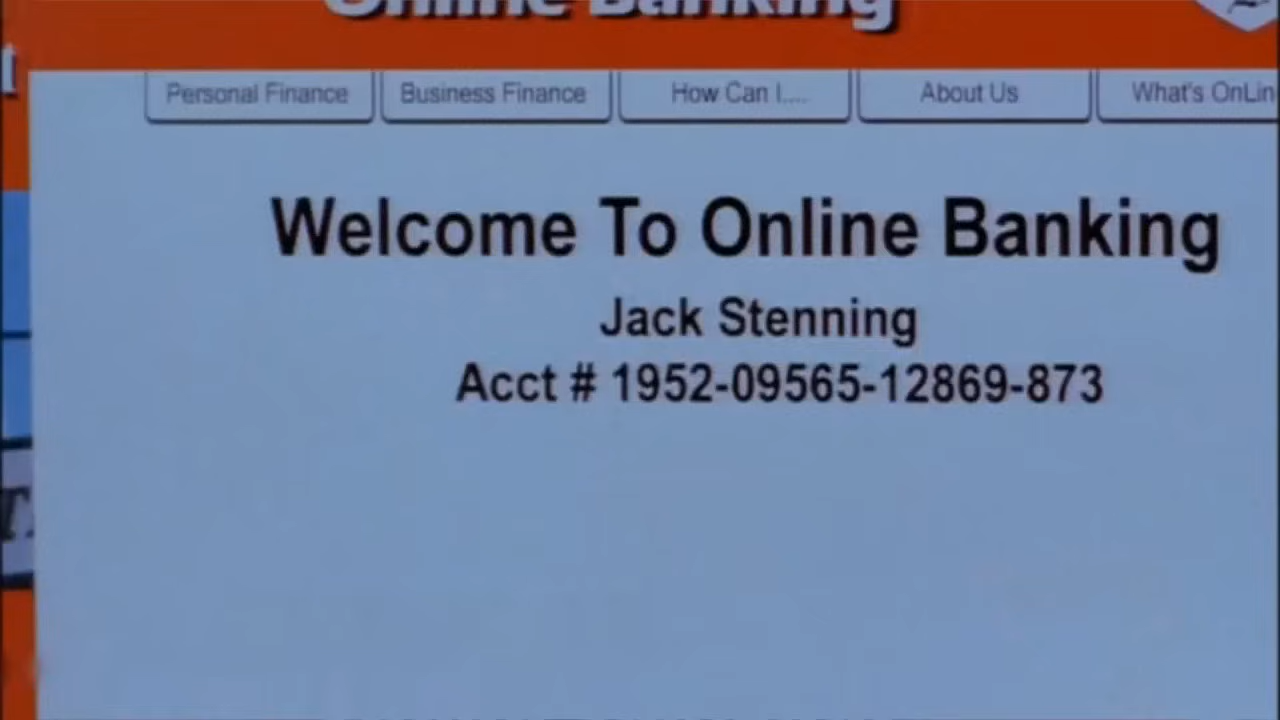 Online Banking
Personal Finance
Business Finance
How Can I....
About Us
What's OnLin
Welcome To Online Banking
Jack Stenning
Acct # 1952-09565-12869-873